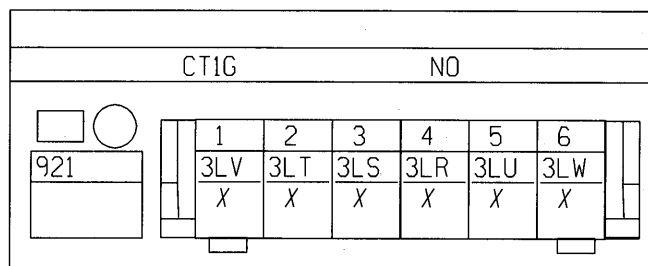 CT1G NO
1 2 3 4 5 6
921 3LV 3LT 3LS 3LR 3LU 3LW
X X X X X X